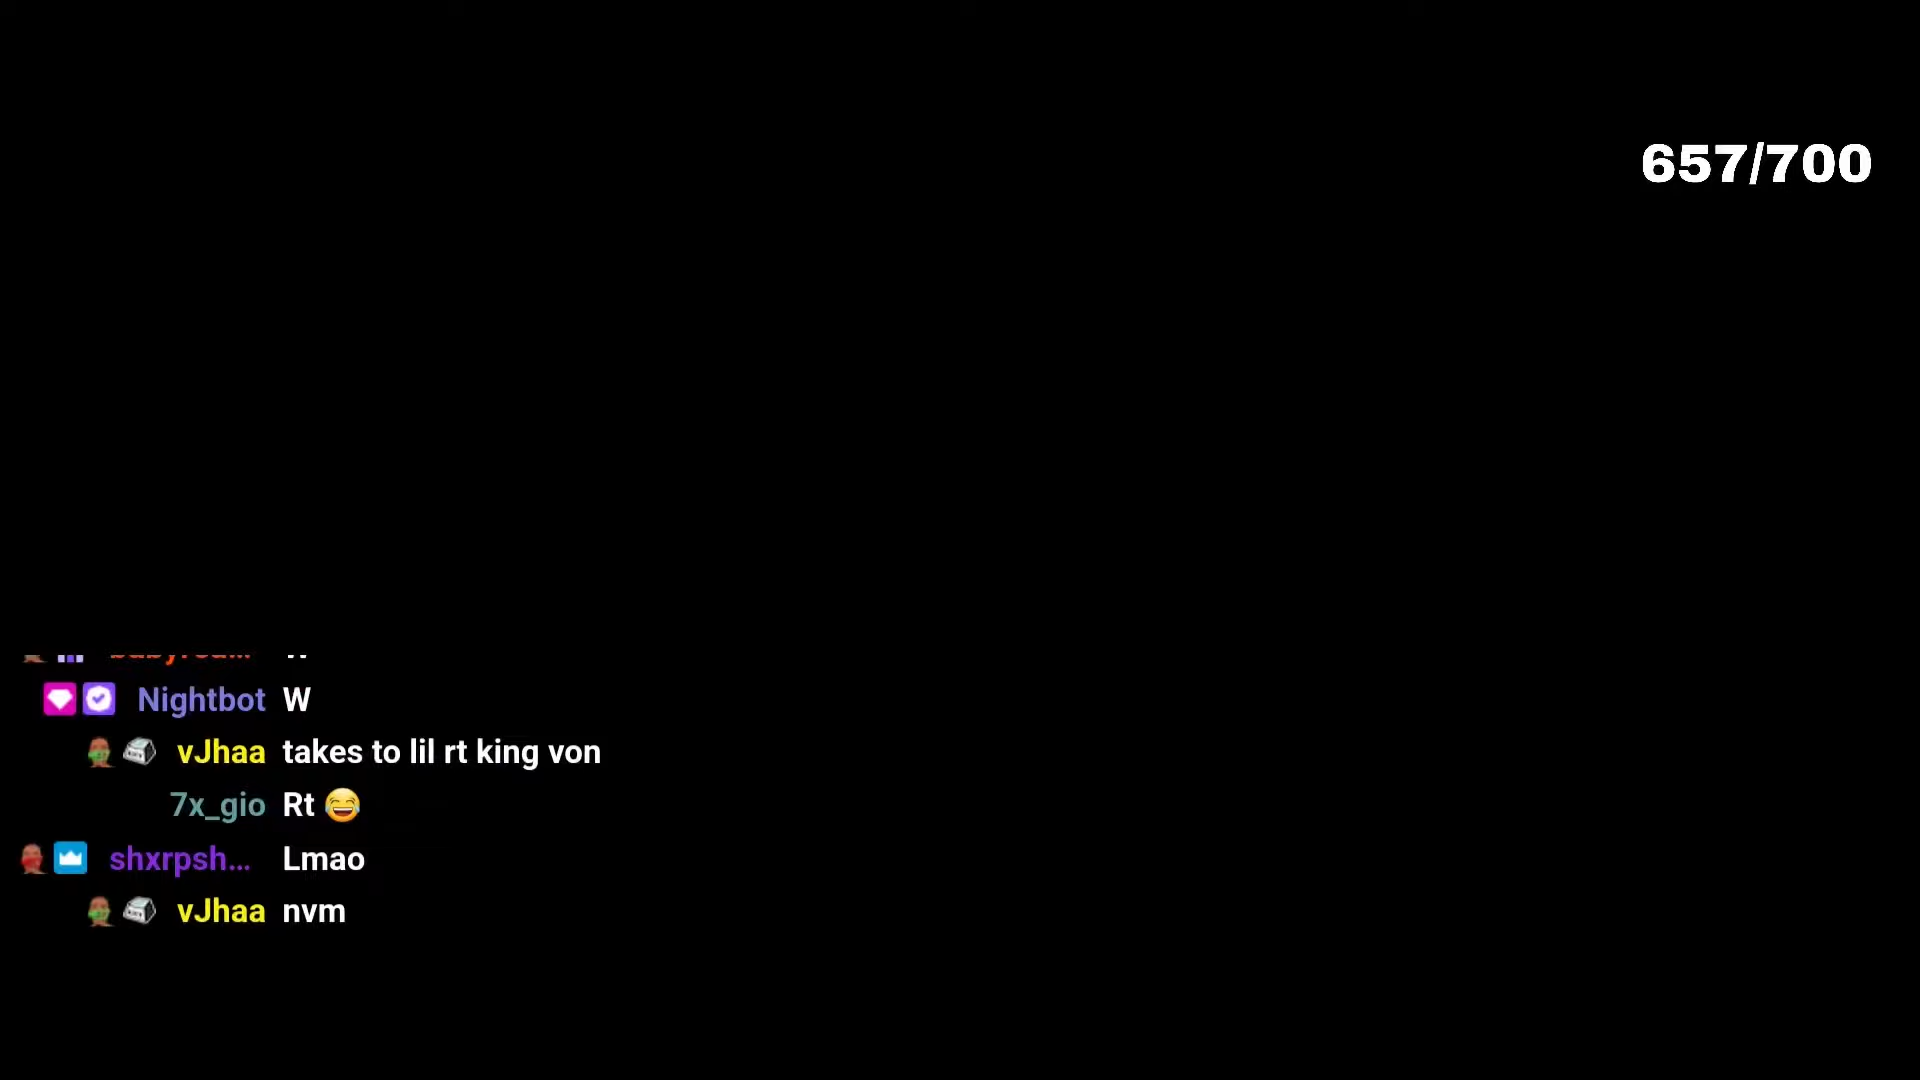 657/700
Nightbot W
vJhaa takes to lil rt king von
7x_gio Rt 😂
shxrpsh... Lmao
vJhaa nvm